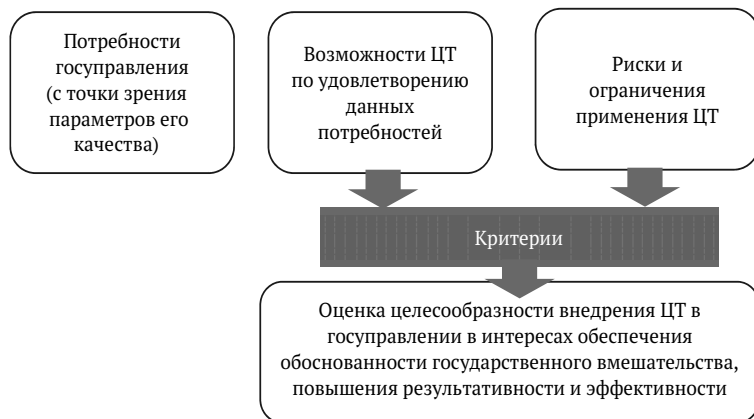 Потребности
госуправления
(с точки зрения
параметров его
качества)
Возможности ЦТ
по удовлетворению
данных
потребностей
Риски и
ограничения
применения ЦТ
Критерии
Оценка целесообразности внедрения ЦТ в
госуправлении в интересах обеспечения
обоснованности государственного вмешательства,
повышения результативности и эффективности